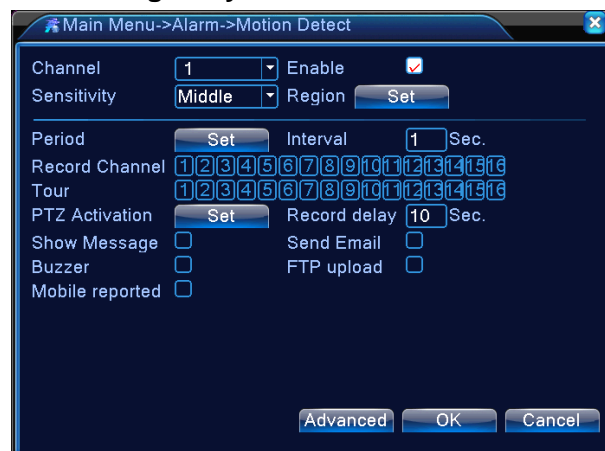 Main Menu->Alarm->Motion Detect
Channel 1 Enable
Sensitivity Middle Region Set
Period Set Interval 1 Sec.
Record Channel 1 2 3 4 5 6 7 8 9 10 11 12 13 14 15 16
Tour 1 2 3 4 5 6 7 8 9 10 11 12 13 14 15 16
PTZ Activation Set Record delay 10 Sec.
Show Message Send Email
Buzzer FTP upload
Mobile reported
Advanced OK Cancel